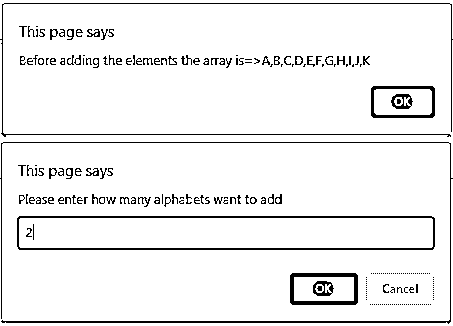 This page says
Before adding the elements the array is=>A,B,C,D,E,F,G,H,I,J,K
OK
This page says
Please enter how many alphabets want to add
2
OK
Cancel